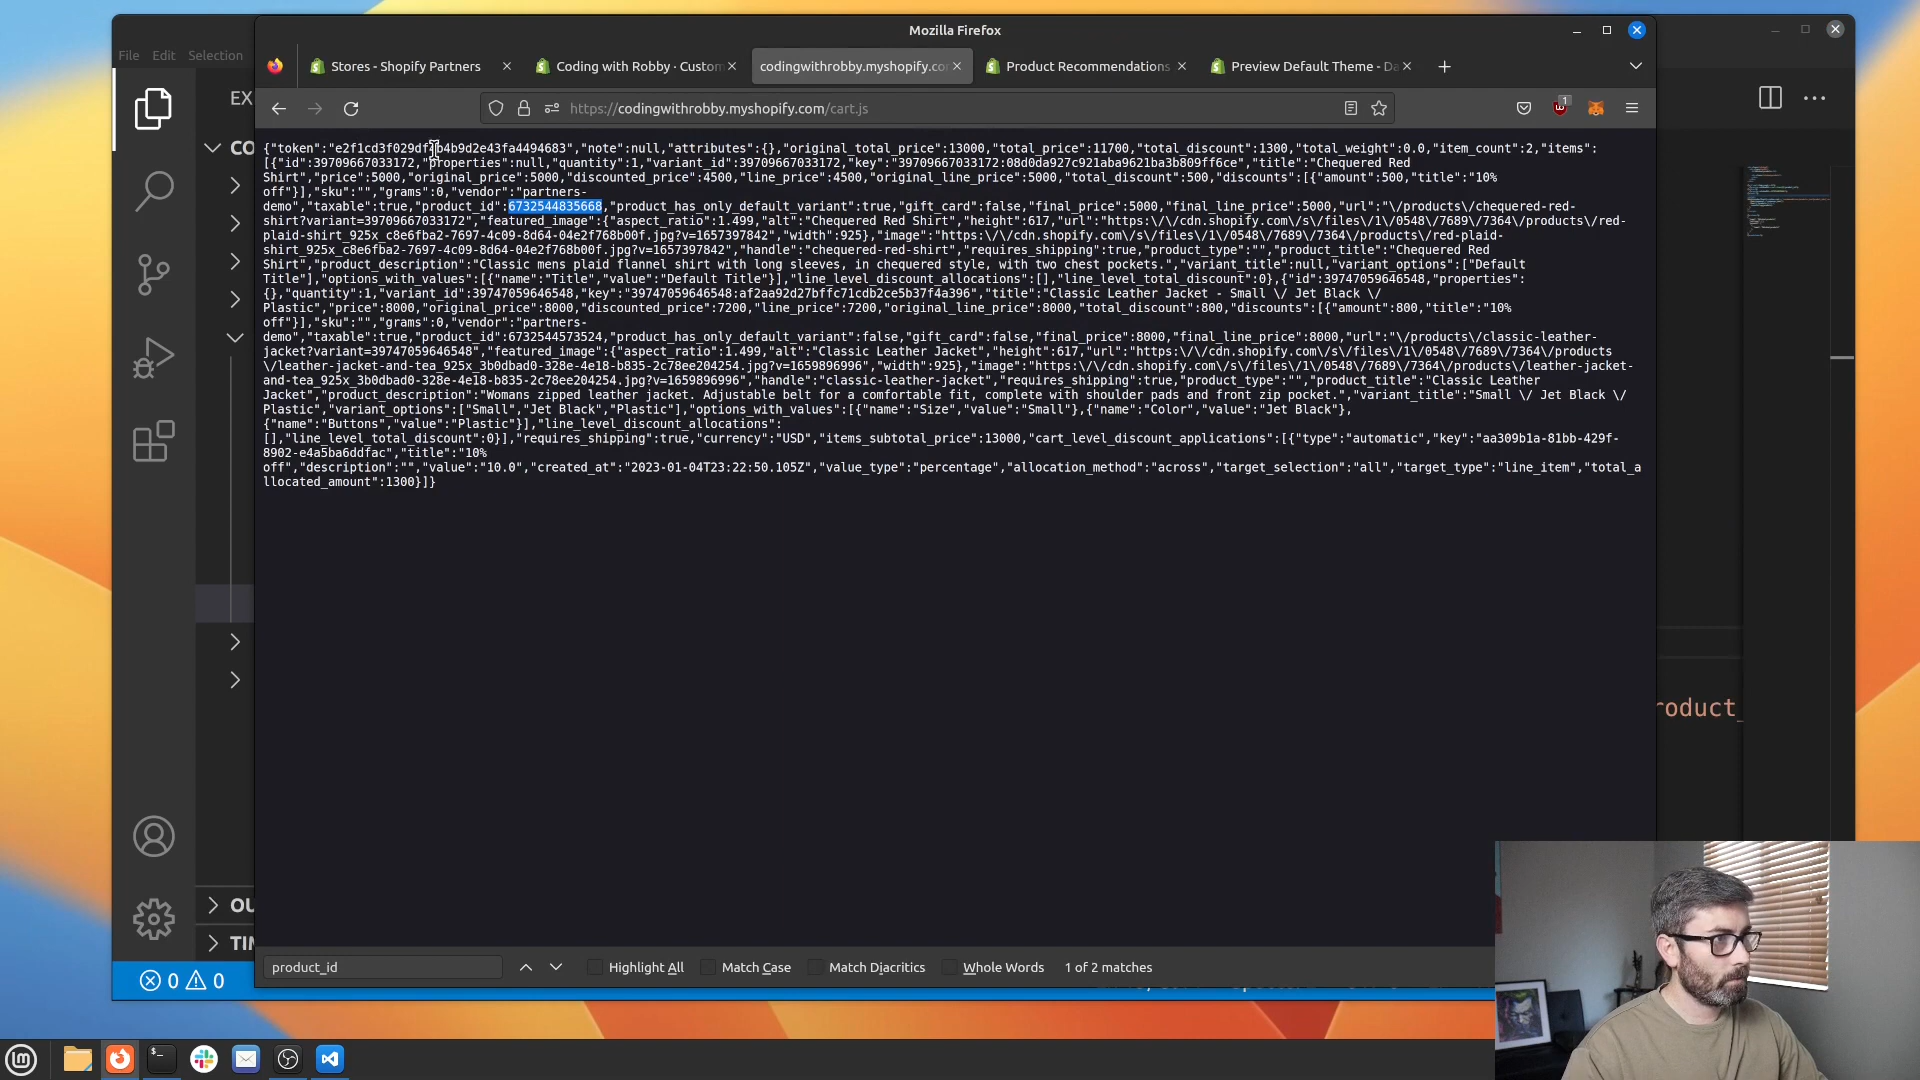 Mozilla Firefox
File Edit Selection
Stores - Shopify Partners
Coding with Robby · Custom
codingwithrobby.myshopify.co
Product Recommendations
Preview Default Theme - Da
https://codingwithrobby.myshopify.com/cart.js
1
EX
CO
{"token":"e2f1cd3f029df
b4b9d2e43fa4494683","note":null,"attributes":{},"original_total_price":13000,"total_price":11700,"total_discount":1300,"total_weight":0.0,"item_count":2,"items":
[{"id":39709667033172,"properties":null,"quantity":1,"variant_id":39709667033172,"key":"39709667033172:08d0da927c921aba9621ba3b809ff6ce","title":"Chequered Red
Shirt","price":5000,"original_price":5000,"discounted_price":4500,"line_price":4500,"original_line_price":5000,"total_discount":500,"discounts":[{"amount":500,"title":"10%
off"}],"sku":"","grams":0,"vendor":"partners-
demo","taxable":true,"product_id":6732544835668,"product_has_only_default_variant":true,"gift_card":false,"final_price":5000,"final_line_price":5000,"url":"\/products\/chequered-red-
shirt?variant=39709667033172","featured_image":{"aspect_ratio":1.499,"alt":"Chequered Red Shirt","height":617,"url":"https:\/\/cdn.shopify.com\/s\/files\/1\/0548\/7689\/7364\/products\/red-
plaid-shirt_925x_c8e6fba2-7697-4c09-8d64-04e2f768b00f.jpg?v=1657397842","width":925},"image":"https:\/\/cdn.shopify.com\/s\/files\/1\/0548\/7689\/7364\/products\/red-plaid-
shirt_925x_c8e6fba2-7697-4c09-8d64-04e2f768b00f.jpg?v=1657397842","handle":"chequered-red-shirt","requires_shipping":true,"product_type":"","product_title":"Chequered Red
Shirt","product_description":"Classic mens plaid flannel shirt with long sleeves, in chequered style, with two chest pockets.","variant_title":null,"variant_options":["Default
Title"],"options_with_values":[{"name":"Title","value":"Default Title"}],"line_level_discount_allocations":[],"line_level_total_discount":0},{"id":39747059646548,"properties":
{},"quantity":1,"variant_id":39747059646548,"key":"39747059646548:af2aa92d27bffc71cdb2ce5b37f4a396","title":"Classic Leather Jacket - Small \/ Jet Black \/
Plastic","price":8000,"original_price":8000,"discounted_price":7200,"line_price":7200,"original_line_price":8000,"total_discount":800,"discounts":[{"amount":800,"title":"10%
off"}],"sku":"","grams":0,"vendor":"partners-
demo","taxable":true,"product_id":6732544573524,"product_has_only_default_variant":false,"gift_card":false,"final_price":8000,"final_line_price":8000,"url":"\/products\/classic-leather-
jacket?variant=39747059646548","featured_image":{"aspect_ratio":1.499,"alt":"Classic Leather Jacket","height":617,"url":"https:\/\/cdn.shopify.com\/s\/files\/1\/0548\/7689\/7364\/products
\/leather-jacket-and-tea_925x_3b0dbad0-328e-4e18-b835-2c78ee204254.jpg?v=1659896996","width":925},"image":"https:\/\/cdn.shopify.com\/s\/files\/1\/0548\/7689\/7364\/products\/leather-jacket-
and-tea_925x_3b0dbad0-328e-4e18-b835-2c78ee204254.jpg?v=1659896996","handle":"classic-leather-jacket","requires_shipping":true,"product_type":"","product_title":"Classic Leather
Jacket","product_description":"Womans zipped leather jacket. Adjustable belt for a comfortable fit, complete with shoulder pads and front zip pocket.","variant_title":"Small \/ Jet Black \/
Plastic","variant_options":["Small","Jet Black","Plastic"],"options_with_values":[{"name":"Size","value":"Small"},{"name":"Color","value":"Jet Black"},
{"name":"Buttons","value":"Plastic"}],"line_level_discount_allocations":
[],"line_level_total_discount":0}],"requires_shipping":true,"currency":"USD","items_subtotal_price":13000,"cart_level_discount_applications":[{"type":"automatic","key":"aa309b1a-81bb-429f-
8902-e4a5ba6ddfac","title":"10%
off","description":"","value":"10.0","created_at":"2023-01-04T23:22:50.105Z","value_type":"percentage","allocation_method":"across","target_selection":"all","target_type":"line_item","total_a
llocated_amount":1300}]}
roduct_
OU
TIM
product_id
Highlight All
Match Case
Match Diacritics
Whole Words
1 of 2 matches
0 0